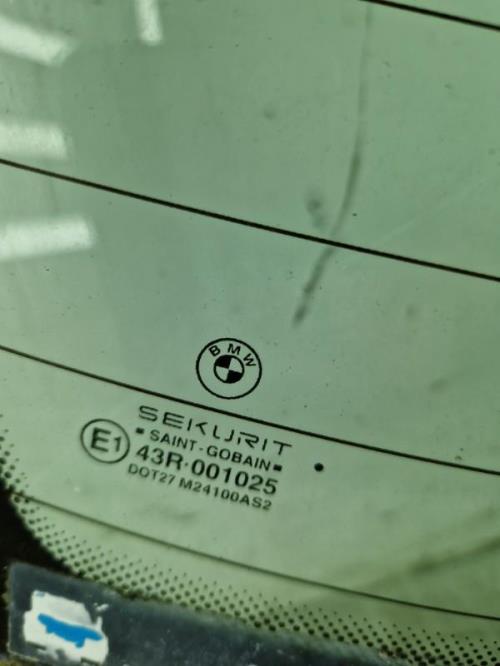 BMW
SEKURIT
SAINT-GOBAIN
E1
43R-001025
DOT27 M24100AS2